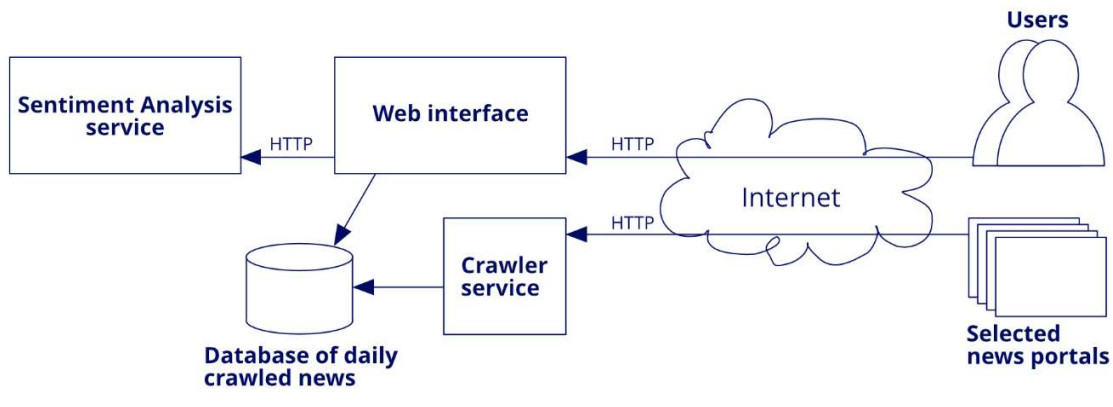 Users
Sentiment Analysis
service
Web interface
HTTP
HTTP
Internet
HTTP
Crawler
service
Database of daily
crawled news
Selected
news portals